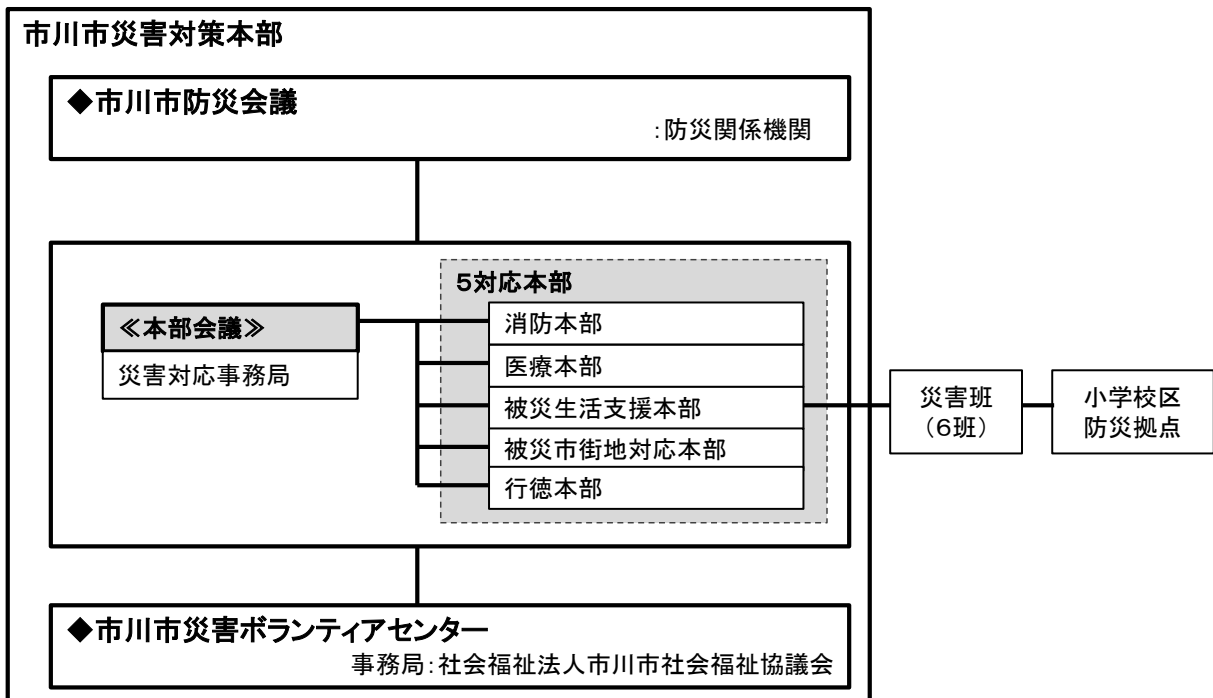 市川市災害対策本部
◆市川市防災会議
:防災関係機関
5対応本部
≪本部会議≫
災害対応事務局
消防本部
医療本部
被災生活支援本部
被災市街地対応本部
行徳本部
災害班
(6班)
小学校区
防災拠点
◆市川市災害ボランティアセンター
事務局:社会福祉法人市川市社会福祉協議会